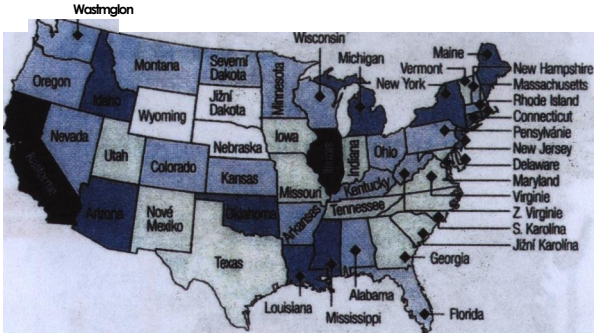 Wastmglon
Wisconsin
Michigan
Maine
Vermont
New York
New Hampshire
Massachusetts
Rhode Island
Connecticut
Pensylvánie
New Jersey
Delaware
Maryland
Virginie
Z. Virginie
S. Karolína
Jižní Karolína
Georgia
Florida
Alabama
Mississippi
Louisiana
Oregon
Idaho
Montana
Severní
Dakota
Minnesota
Jižní
Dakota
Wyoming
Nebraska
Iowa
Nevada
Utah
Colorado
Kansas
Missouri
Illinois
Indiana
Ohio
Kentucky
Tennessee
Arkansas
Oklahoma
Arizona
Nové
Mexiko
Texas